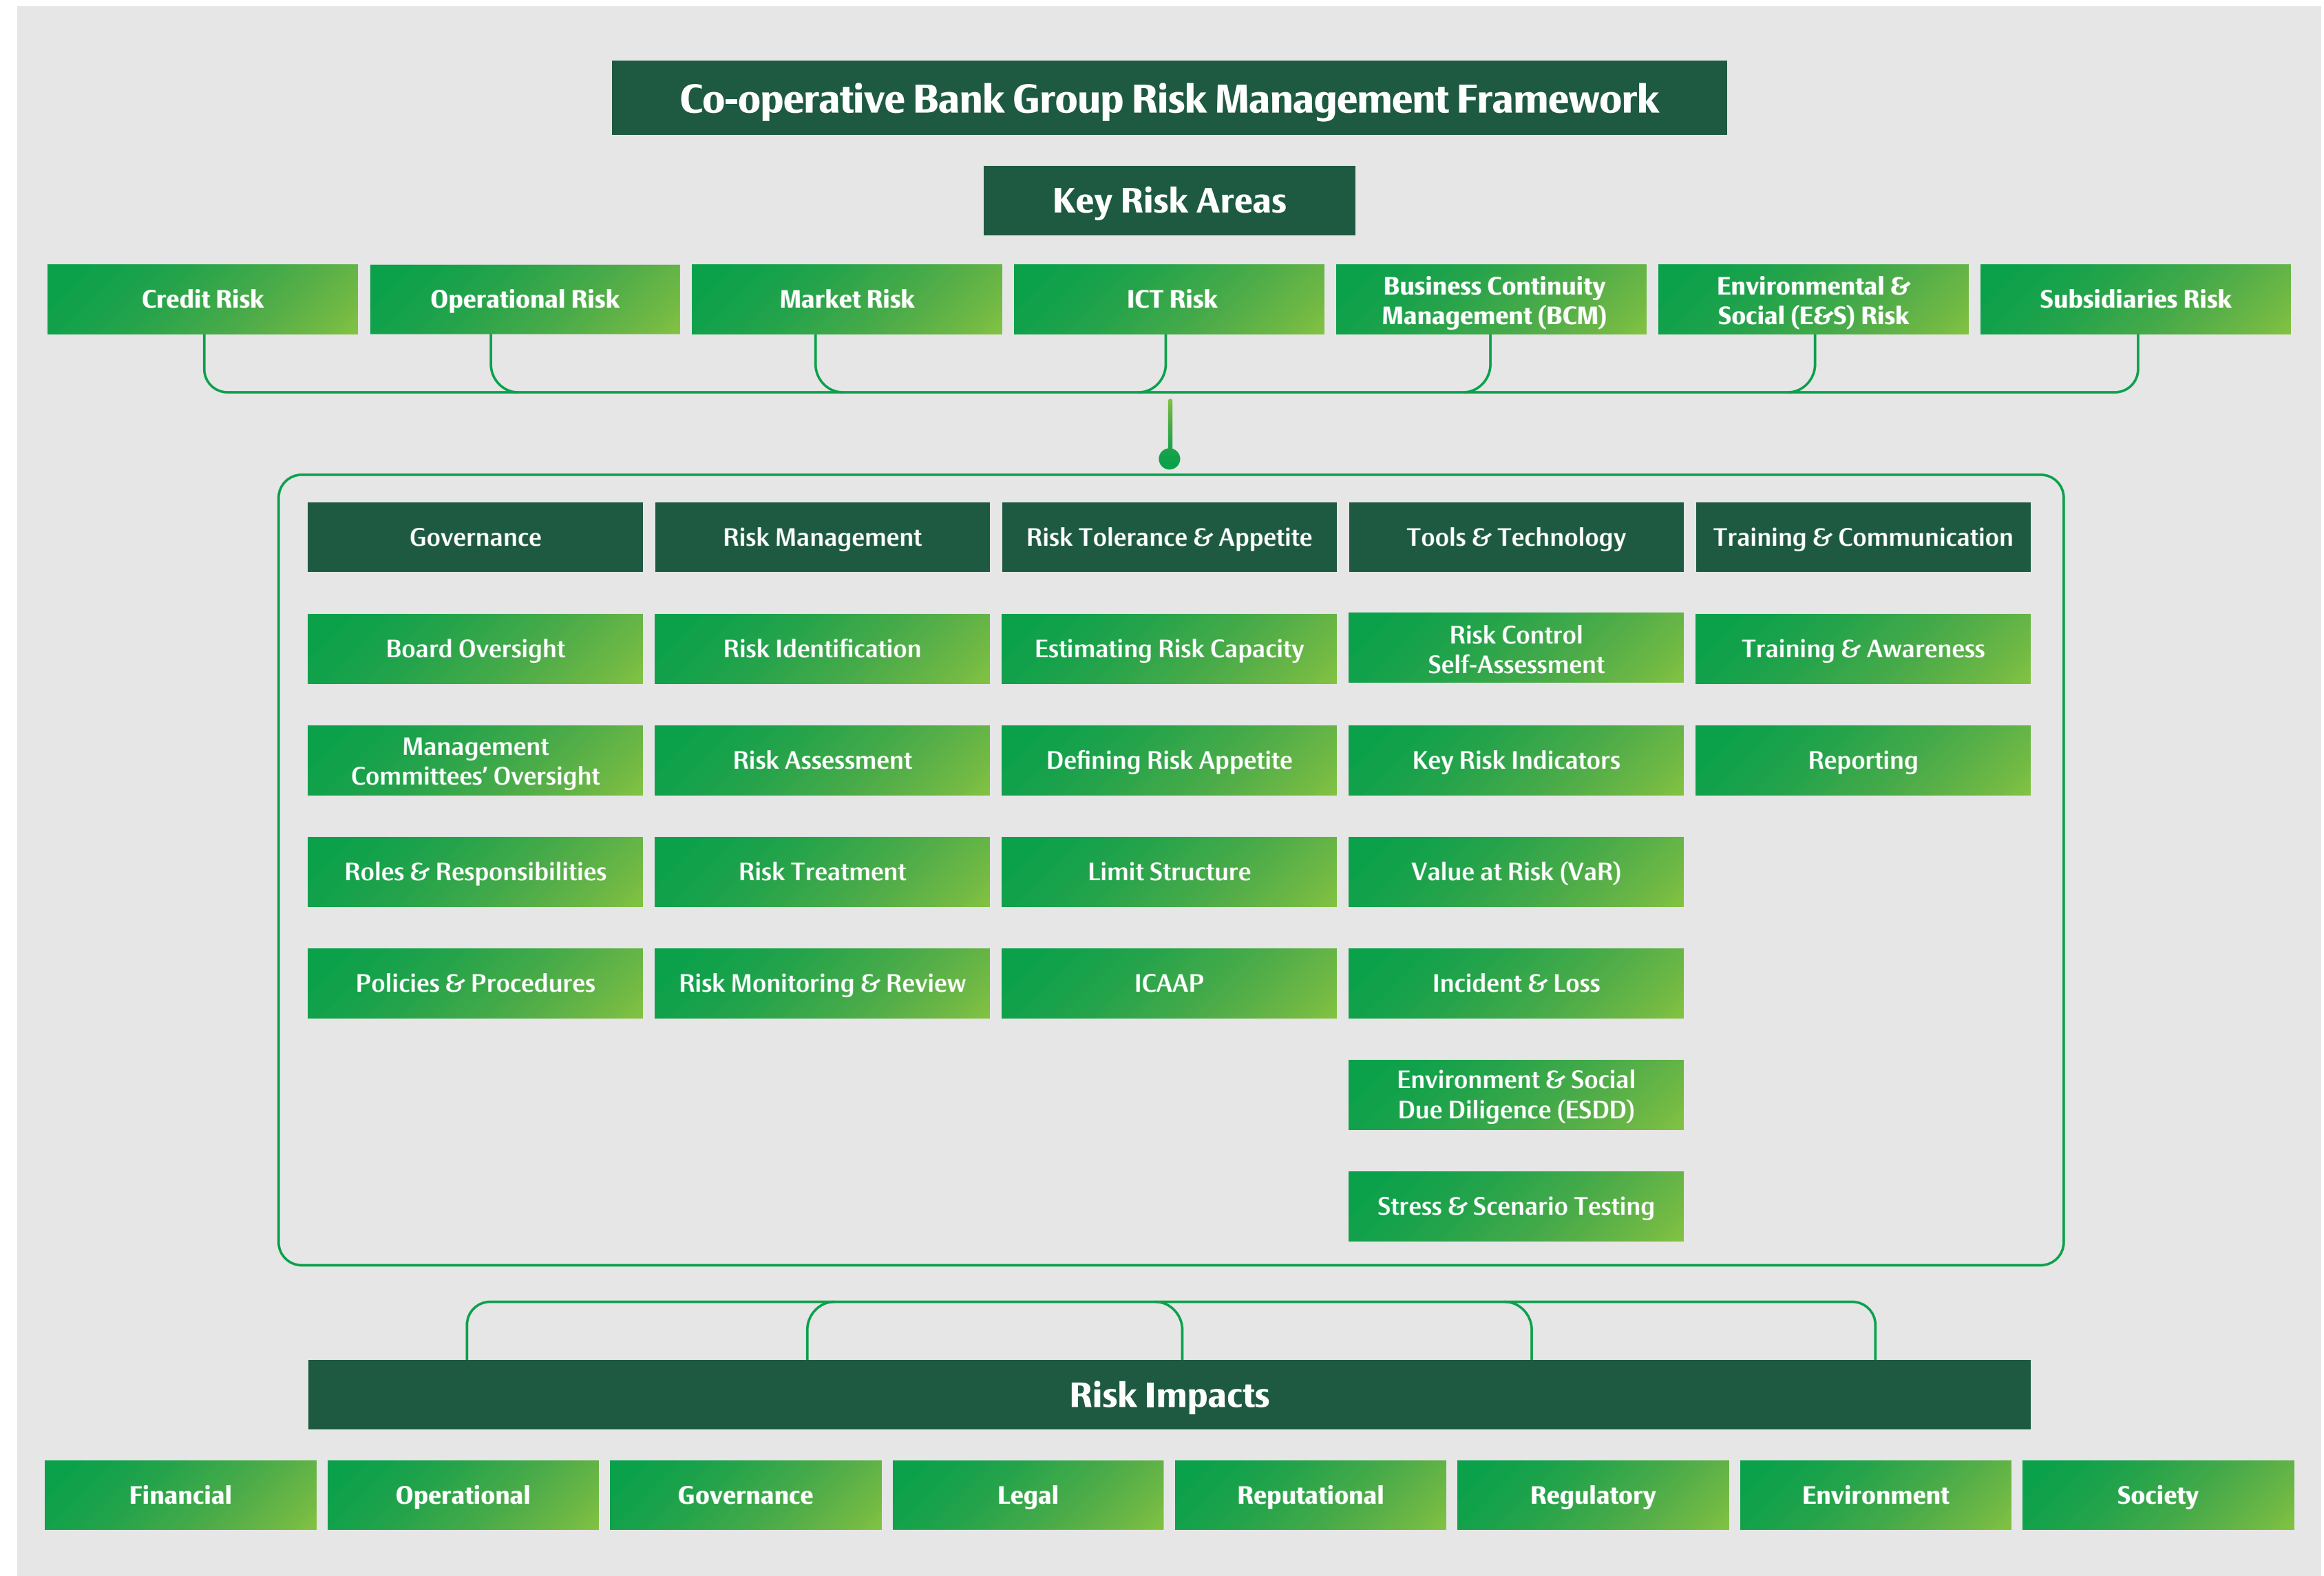 Co-operative Bank Group Risk Management Framework
Key Risk Areas
Credit Risk
Operational Risk
Market Risk
ICT Risk
Business Continuity
Management (BCM)
Environmental &
Social (E&S) Risk
Subsidiaries Risk
Governance
Risk Management
Risk Tolerance & Appetite
Tools & Technology
Training & Communication
Board Oversight
Risk Identification
Estimating Risk Capacity
Risk Control
Self-Assessment
Training & Awareness
Management
Committees’ Oversight
Risk Assessment
Defining Risk Appetite
Key Risk Indicators
Reporting
Roles & Responsibilities
Risk Treatment
Limit Structure
Value at Risk (VaR)
Policies & Procedures
Risk Monitoring & Review
ICAAP
Incident & Loss
Environment & Social
Due Diligence (ESDD)
Stress & Scenario Testing
Risk Impacts
Financial
Operational
Governance
Legal
Reputational
Regulatory
Environment
Society